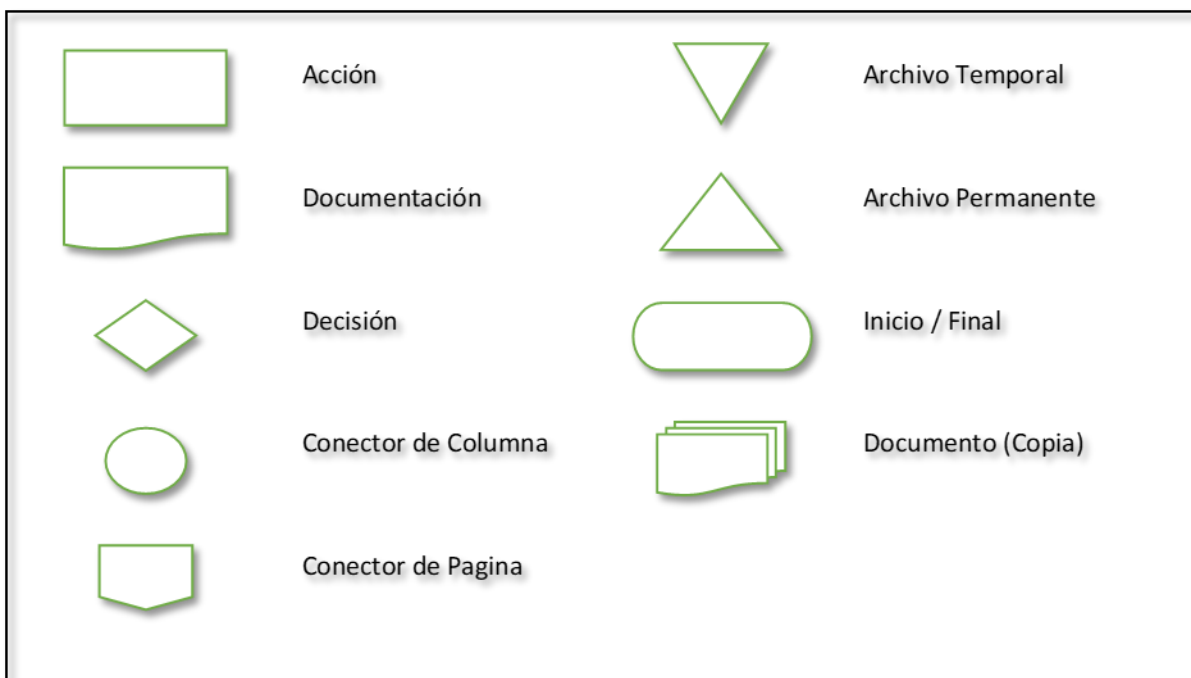 Acción
Archivo Temporal
Documentación
Archivo Permanente
Decisión
Inicio / Final
Conector de Columna
Documento (Copia)
Conector de Pagina